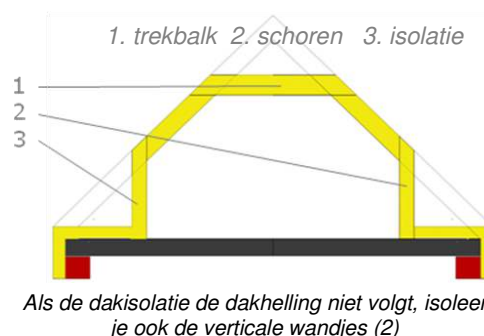 1. trekbalk 2. schoren 3. isolatie
1
2
3
Als de dakisolatie de dakhelling niet volgt, isoleer
je ook de verticale wandjes (2)